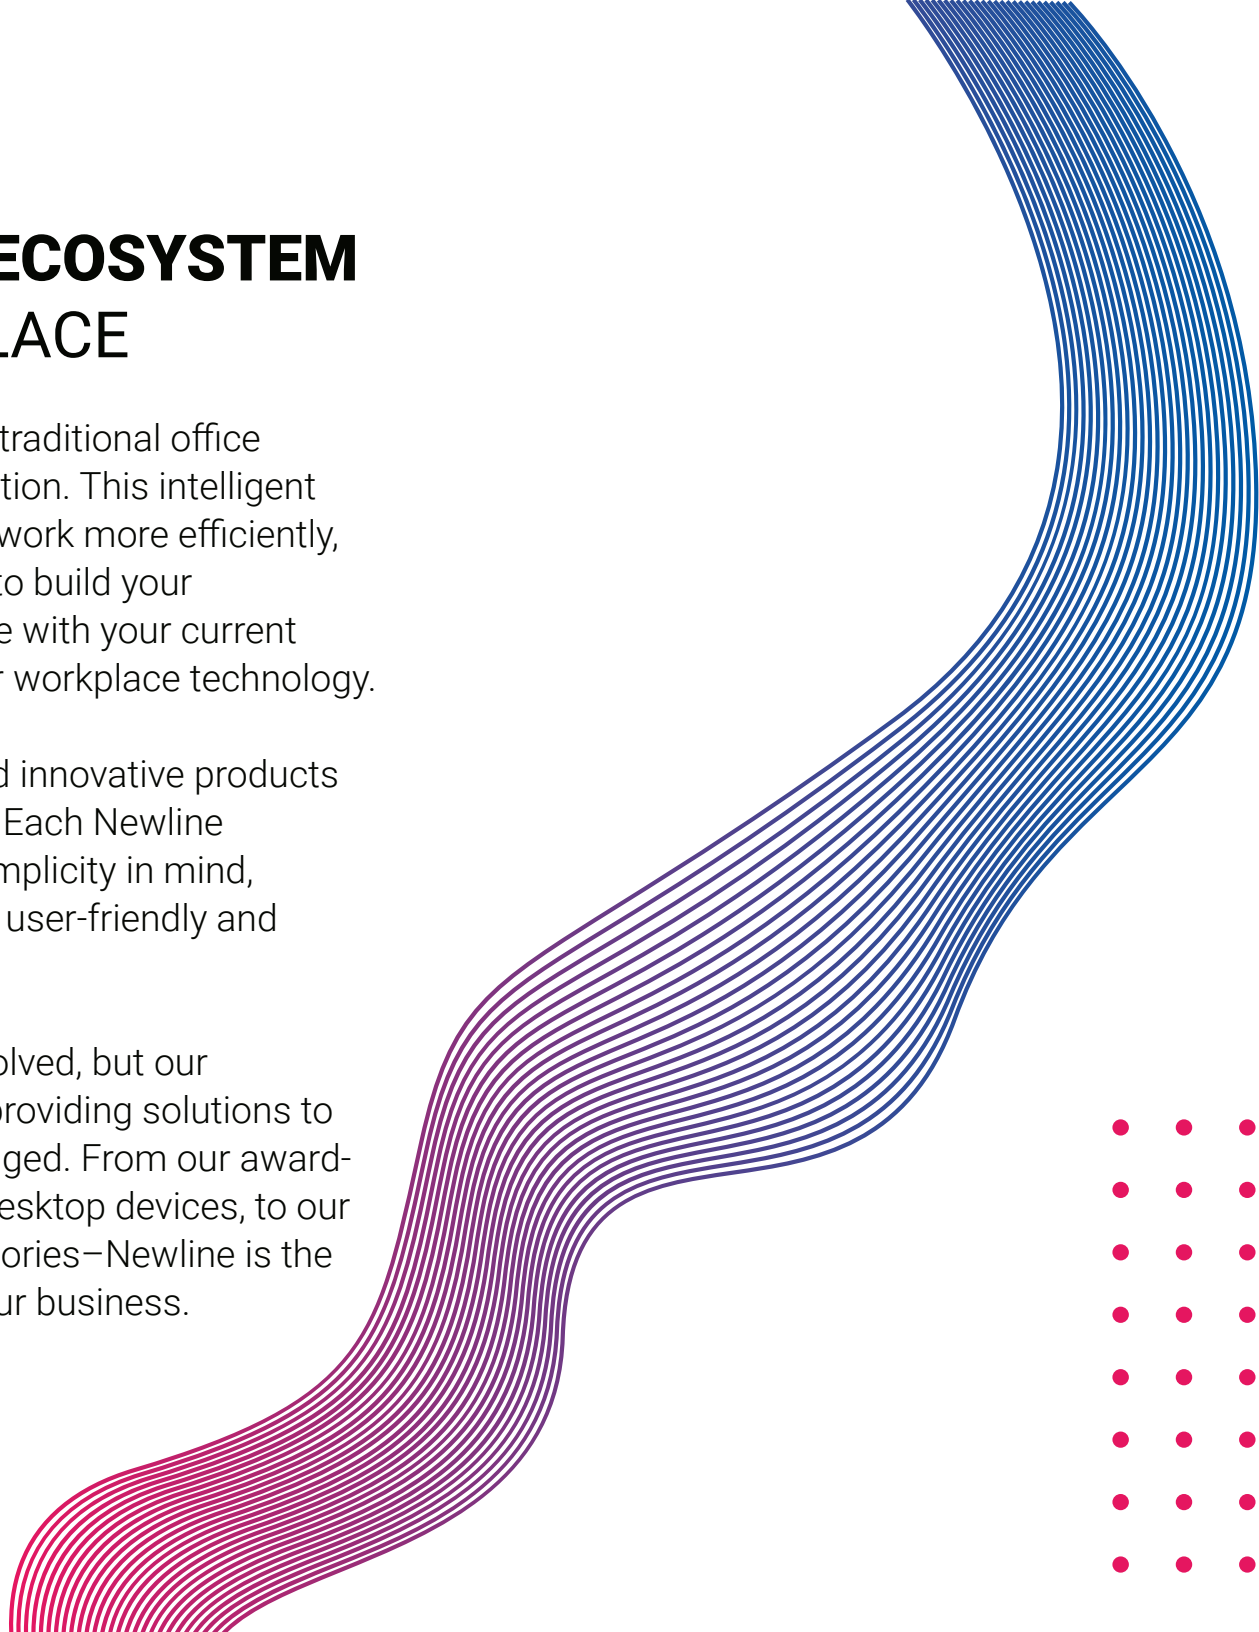 ECOSYSTEM
LACE
traditional office
tion. This intelligent
work more efficiently,
to build your
e with your current
r workplace technology.
d innovative products
Each Newline
mplicity in mind,
user-friendly and
olved, but our
providing solutions to
ged. From our award-
esktop devices, to our
ories–Newline is the
ur business.